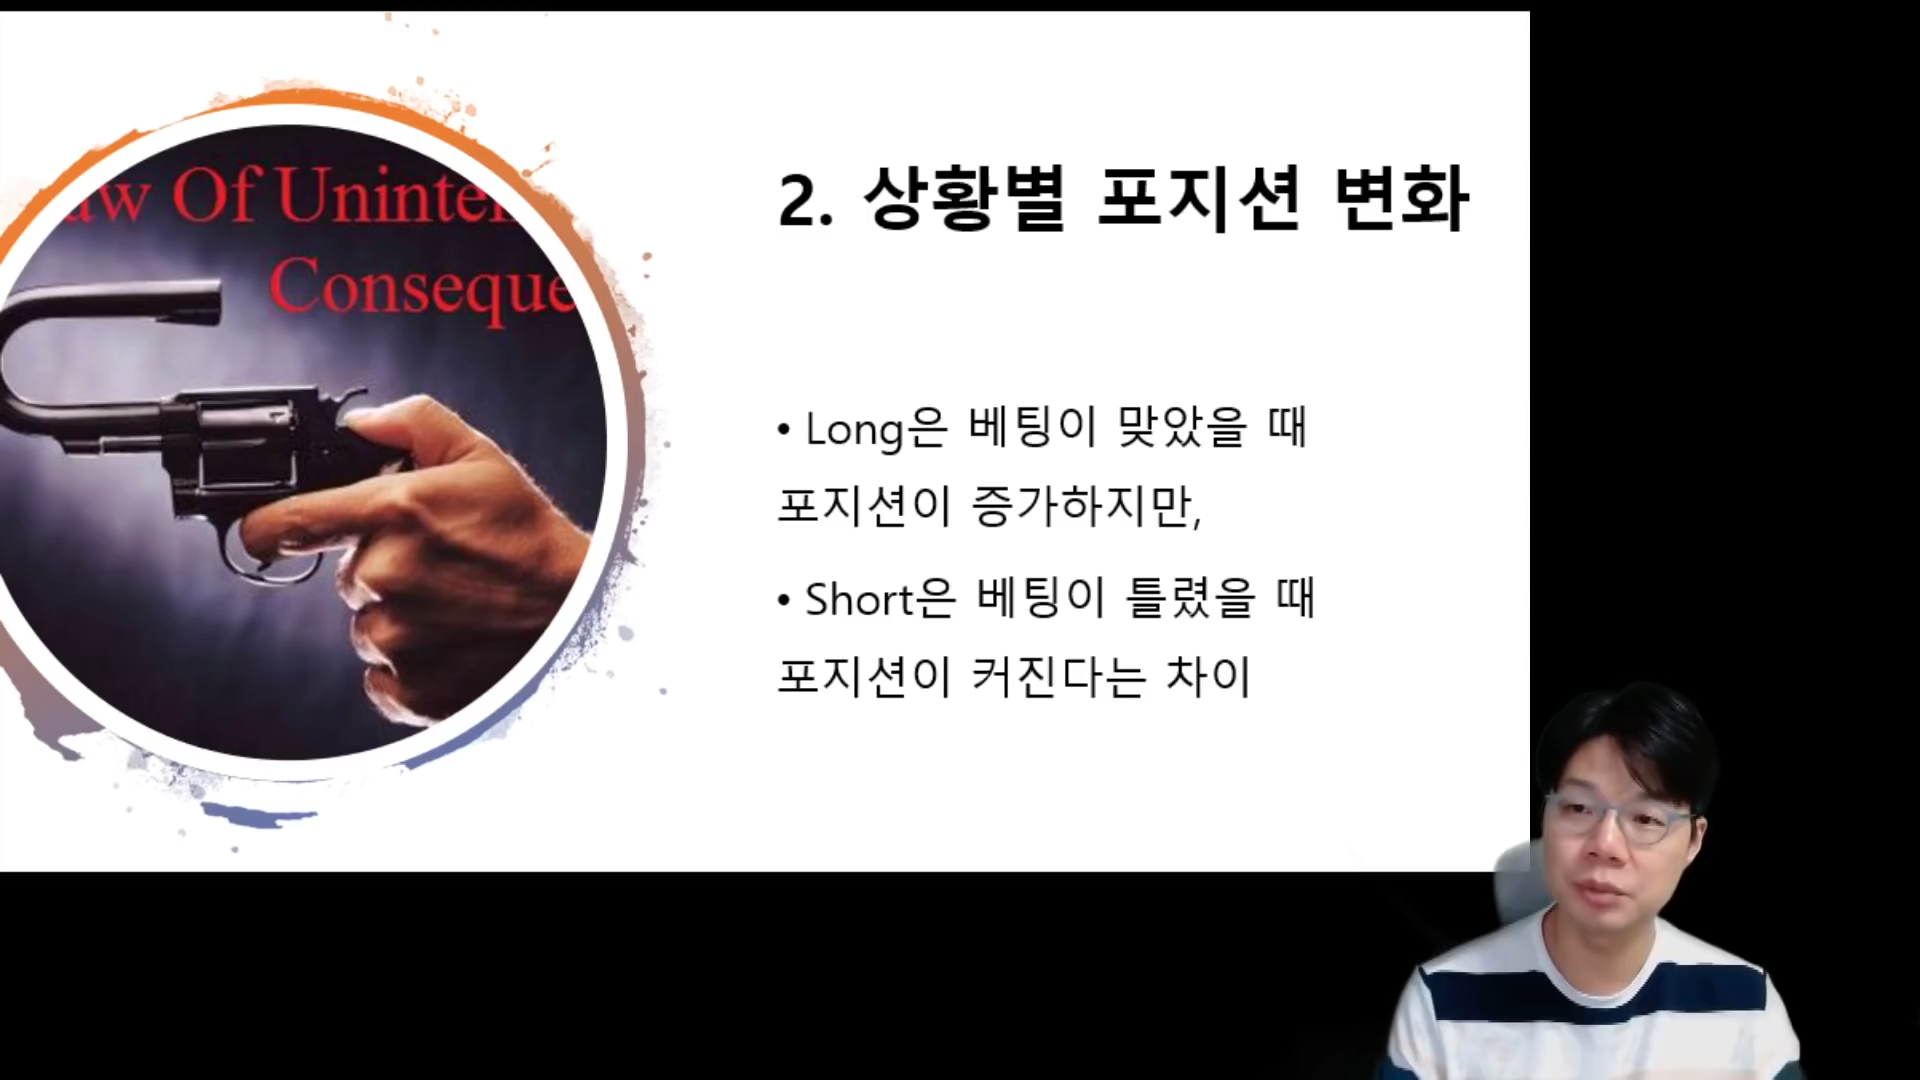 Of
Conseque
2. 상황별 포지션 변화
• Long은 베팅이 맞았을 때
포지션이 증가하지만,
• Short은 베팅이 틀렸을 때
포지션이 커진다는 차이